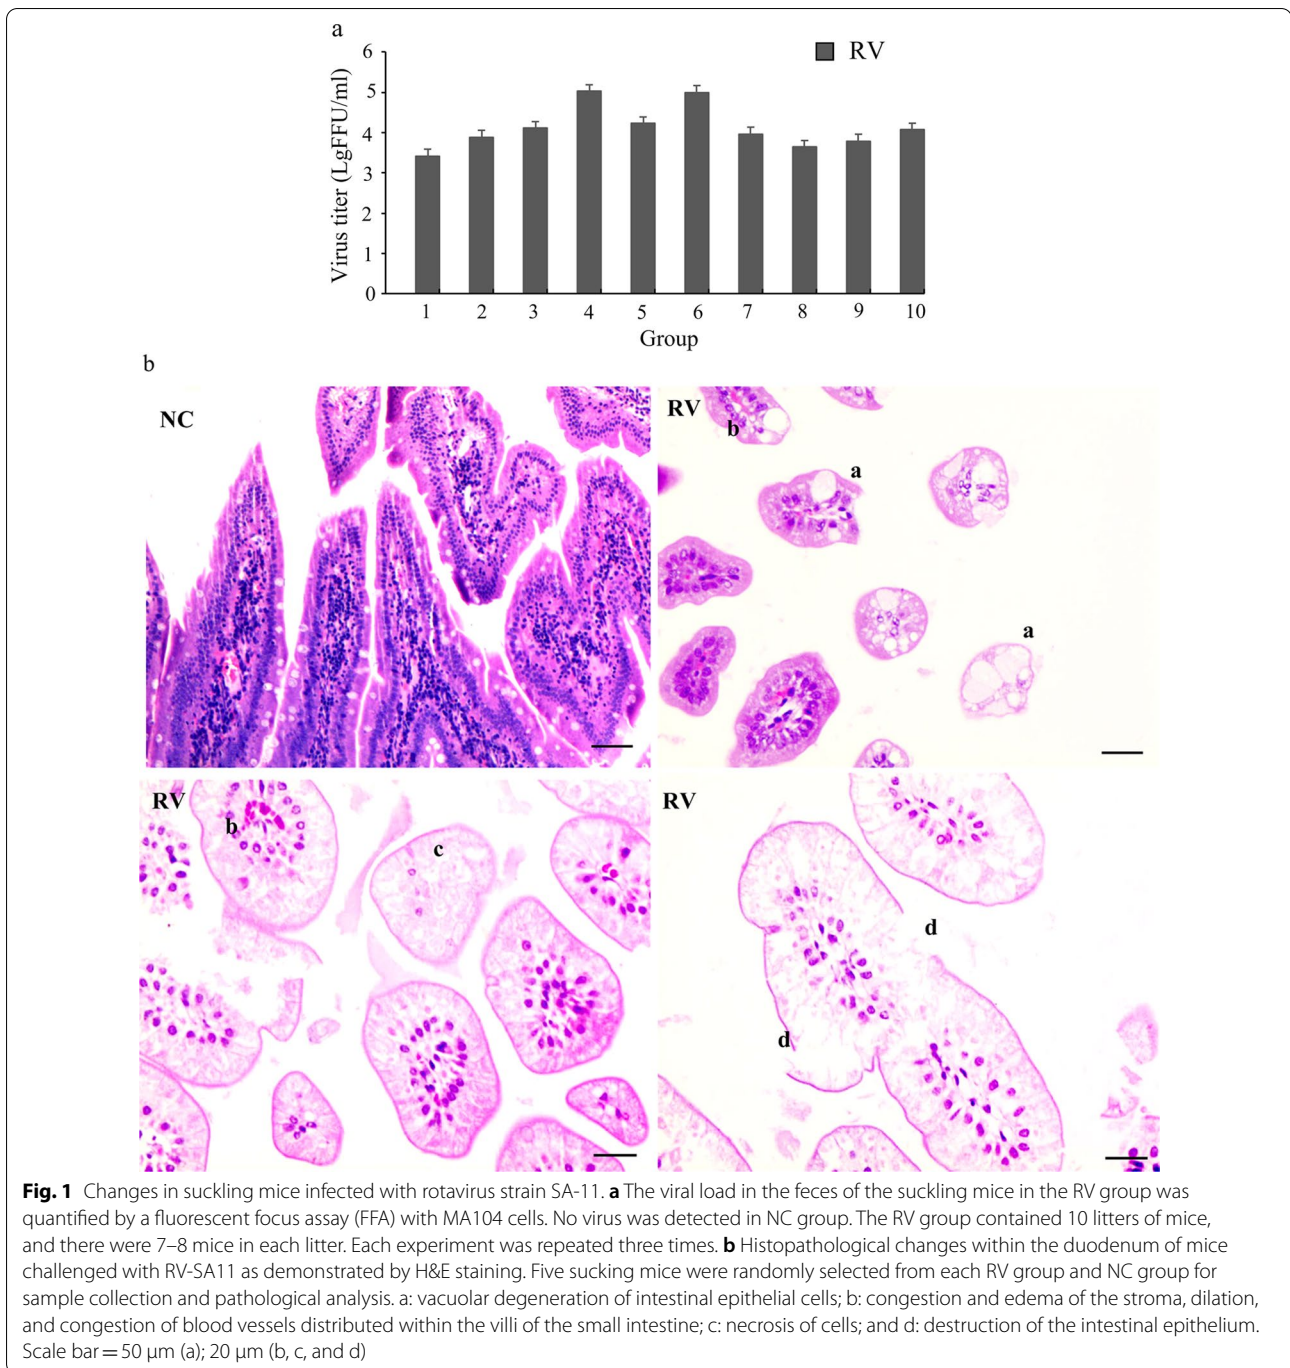 a
6
5
4
3
2
1
0
Virus titer (LgFFU/ml)
RV
1 2 3 4 5 6 7 8 9 10
Group
b
NC
RV
b
a
a
RV
b
c
RV
d
d
Fig. 1 Changes in suckling mice infected with rotavirus strain SA-11. a The viral load in the feces of the suckling mice in the RV group was
quantified by a fluorescent focus assay (FFA) with MA104 cells. No virus was detected in NC group. The RV group contained 10 litters of mice,
and there were 7–8 mice in each litter. Each experiment was repeated three times. b Histopathological changes within the duodenum of mice
challenged with RV-SA11 as demonstrated by H&E staining. Five sucking mice were randomly selected from each RV group and NC group for
sample collection and pathological analysis. a: vacuolar degeneration of intestinal epithelial cells; b: congestion and edema of the stroma, dilation,
and congestion of blood vessels distributed within the villi of the small intestine; c: necrosis of cells; and d: destruction of the intestinal epithelium.
Scale bar = 50 μm (a); 20 μm (b, c, and d)